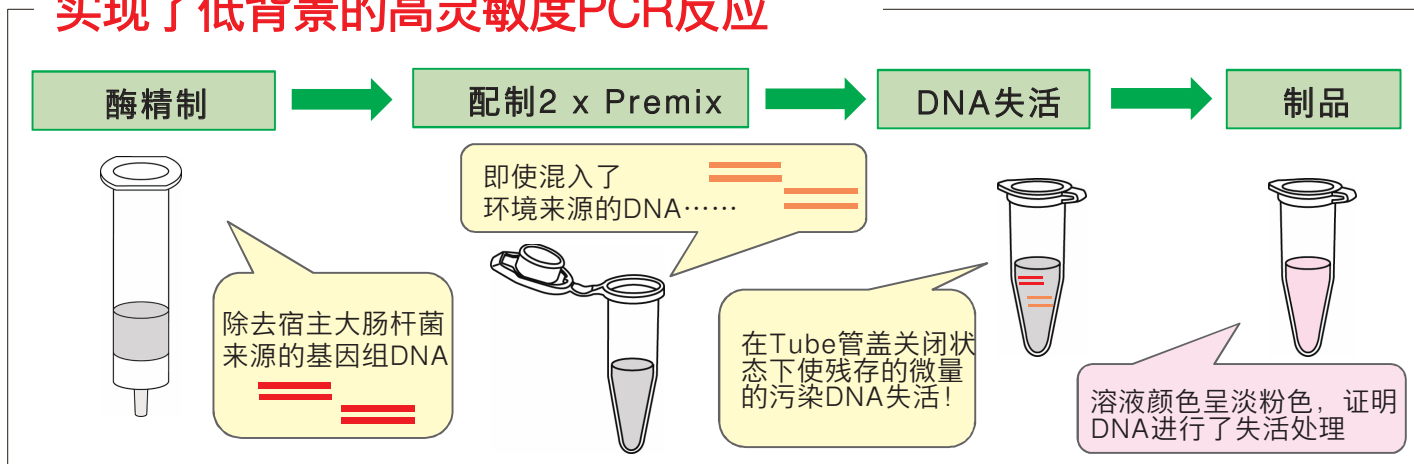 实现了低背景的高灵敏度PCR反应
酶精制
配制2 x Premix
DNA失活
制品
即使混入了
环境来源的DNA……
除去宿主大肠杆菌
来源的基因组DNA
在Tube管盖关闭状
态下使残存的微量
的污染DNA失活！
溶液颜色呈淡粉色，证明
DNA进行了失活处理